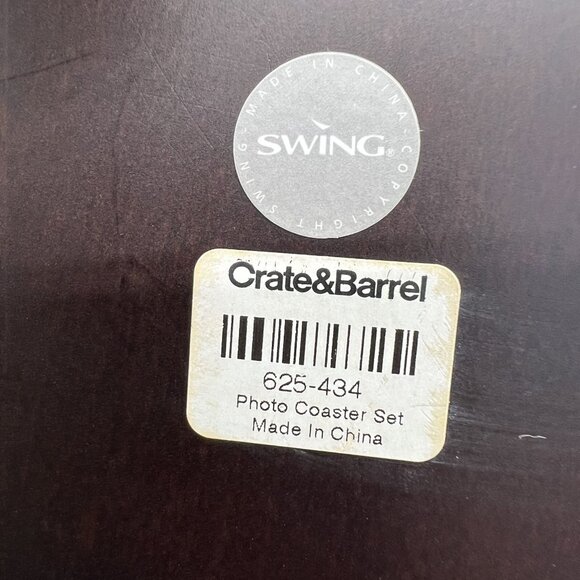 MADE IN CHINA - COPYRIGHT SWING -
SWING®
Crate&Barrel
625-434
Photo Coaster Set
Made In China